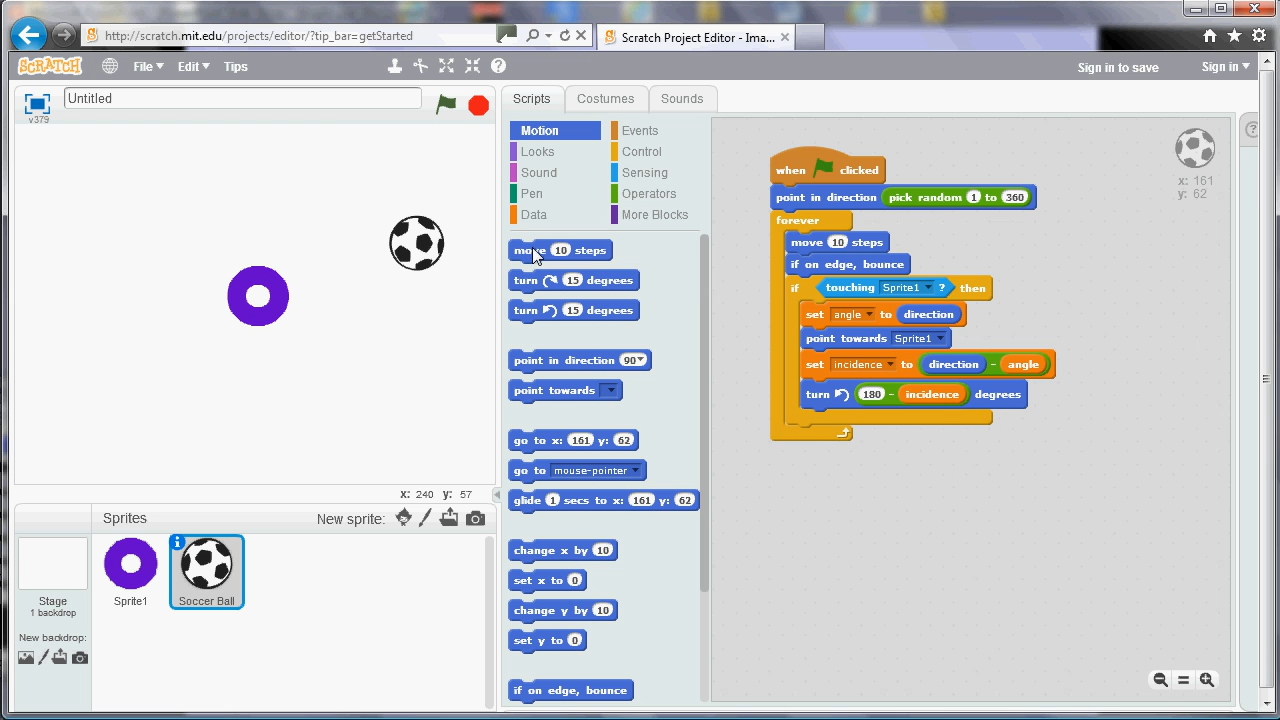 http://scratch.mit.edu/projects/editor/?tip_bar=getStarted
Scratch Project Editor - Ima...
SCRATCH
File
Edit
Tips
Sign in to save
Sign in
v379
Untitled
Scripts
Costumes
Sounds
Motion
Events
Looks
Control
Sound
Sensing
Pen
Operators
Data
More Blocks
move 10 steps
turn 15 degrees
turn 15 degrees
point in direction 90
point towards
go to x: 161 y: 62
go to mouse-pointer
glide 1 secs to x: 161 y: 62
change x by 10
set x to 0
change y by 10
set y to 0
if on edge, bounce
when clicked
point in direction pick random 1 to 360
forever
move 10 steps
if on edge, bounce
if touching Sprite1 ? then
set angle to direction
point towards Sprite1
set incidence to direction - angle
turn 180 - incidence degrees
x: 161
y: 62
x: 240 y: 57
Sprites
New sprite:
Stage
1 backdrop
New backdrop:
Sprite1
Soccer Ball